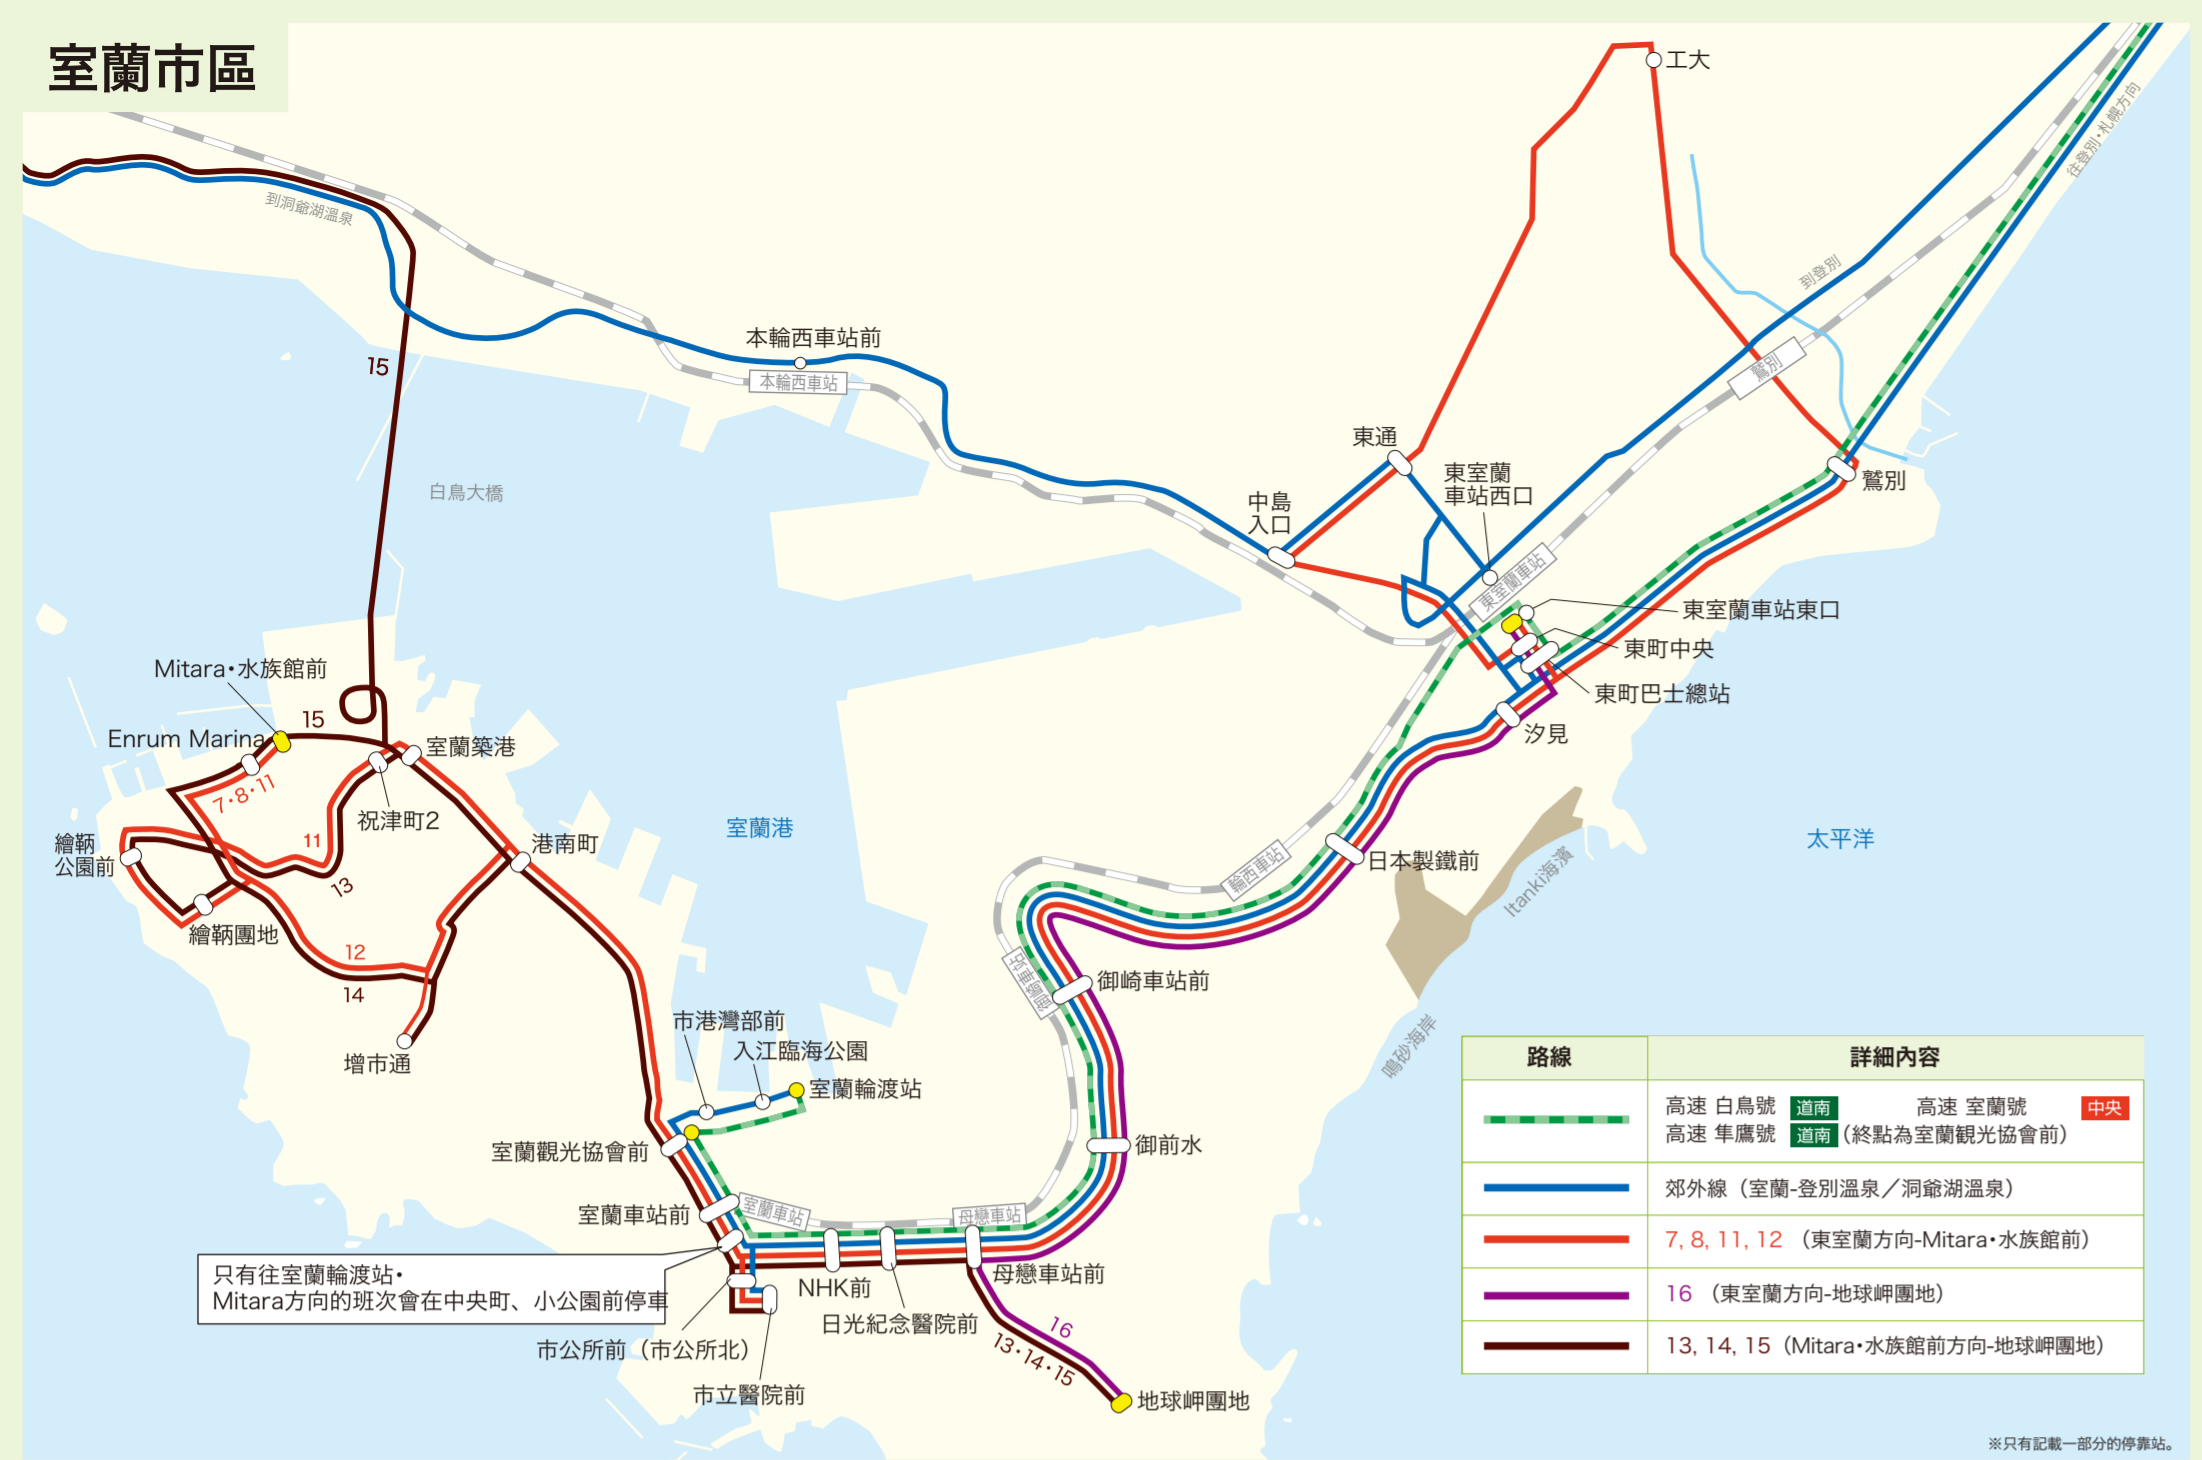 室蘭市區
工大
往登別・札幌方向
到洞爺湖溫泉
到登別
本輪西車站前
15
本輪西車站
鷲別
東通
東室蘭
車站西口
鷲別
白鳥大橋
中島
入口
東室蘭車站
東室蘭車站東口
東町中央
東町巴士總站
汐見
Mitara・水族館前
15
Enrum Marina
室蘭築港
7・8・11
祝津町2
11
繪鞆
公園前
13
港南町
室蘭港
太平洋
輪西車站
日本製鐵前
Itanki海濱
繪鞆團地
12
14
御崎車站
御崎車站前
市港灣部前
入江臨海公園
鳴砂海岸
增市通
室蘭輪渡站
室蘭觀光協會前
御前水
室蘭車站前
室蘭車站
母戀車站
只有往室蘭輪渡站・
Mitara方向的班次會在中央町、小公園前停車
NHK前
母戀車站前
日光紀念醫院前
16
13・14・15
市公所前（市公所北）
市立醫院前
地球岬團地
路線 詳細內容
高速 白鳥號 道南 高速 室蘭號 中央
高速 隼鷹號 道南 (終點為室蘭観光協會前)
郊外線（室蘭-登別溫泉／洞爺湖溫泉）
7, 8, 11, 12 （東室蘭方向-Mitara・水族館前）
16 （東室蘭方向-地球岬團地）
13, 14, 15（Mitara・水族館前方向-地球岬團地）
※只有記載一部分的停靠站。